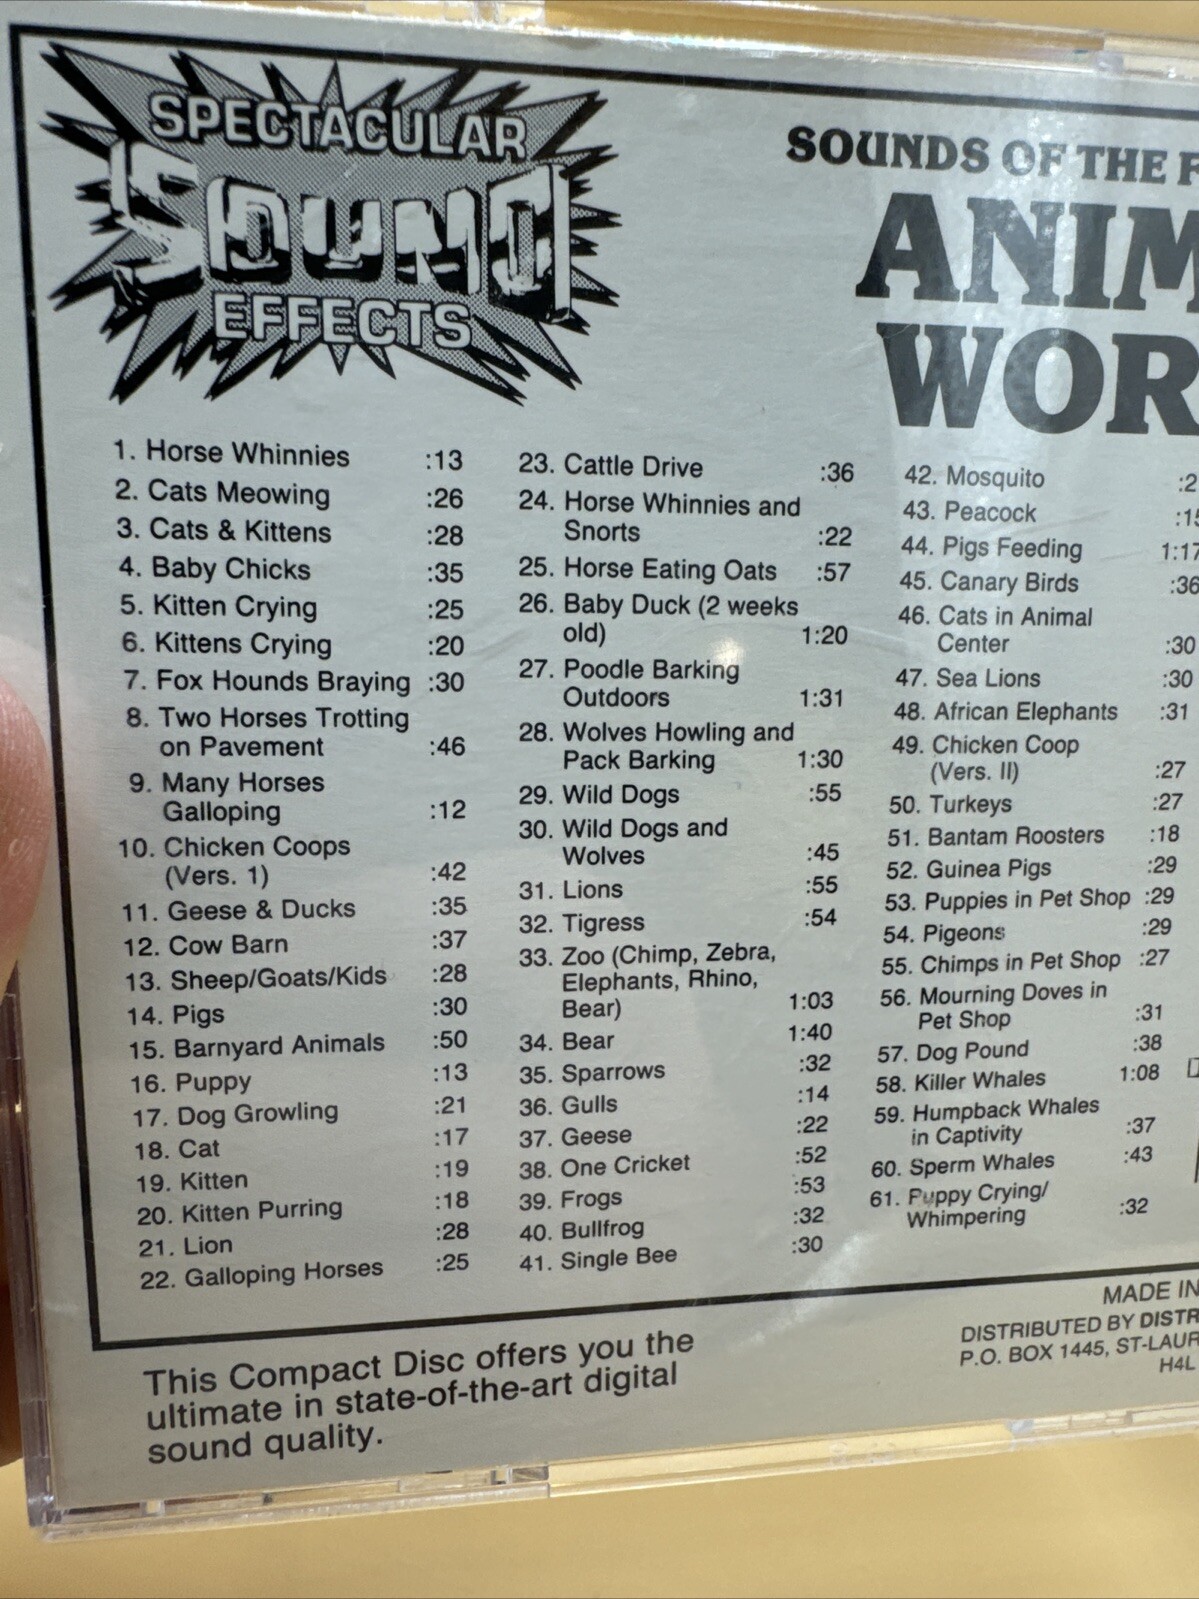 SPECTACULAR
SOUND
EFFECTS
SOUNDS OF THE
ANIM
WOR
1. Horse Whinnies :13
2. Cats Meowing :26
3. Cats & Kittens :28
4. Baby Chicks :35
5. Kitten Crying :25
6. Kittens Crying :20
7. Fox Hounds Braying :30
8. Two Horses Trotting
on Pavement :46
9. Many Horses
Galloping :12
10. Chicken Coops
(Vers. 1) :42
11. Geese & Ducks :35
12. Cow Barn :37
13. Sheep/Goats/Kids :28
14. Pigs :30
15. Barnyard Animals :50
16. Puppy :13
17. Dog Growling :21
18. Cat :17
19. Kitten :19
20. Kitten Purring :18
21. Lion :28
22. Galloping Horses :25
23. Cattle Drive :36
24. Horse Whinnies and
Snorts :22
25. Horse Eating Oats :57
26. Baby Duck (2 weeks
old) 1:20
27. Poodle Barking
Outdoors 1:31
28. Wolves Howling and
Pack Barking 1:30
29. Wild Dogs :55
30. Wild Dogs and
Wolves :45
31. Lions :55
32. Tigress :54
33. Zoo (Chimp, Zebra,
Elephants, Rhino,
Bear) 1:03
34. Bear 1:40
35. Sparrows :32
36. Gulls :14
37. Geese :22
38. One Cricket :52
39. Frogs :53
40. Bullfrog :32
41. Single Bee :30
42. Mosquito :2
43. Peacock :15
44. Pigs Feeding 1:17
45. Canary Birds :36
46. Cats in Animal
Center :30
47. Sea Lions :30
48. African Elephants :31
49. Chicken Coop
(Vers. II) :27
50. Turkeys :27
51. Bantam Roosters :18
52. Guinea Pigs :29
53. Puppies in Pet Shop :29
54. Pigeons :29
55. Chimps in Pet Shop :27
56. Mourning Doves in
Pet Shop :31
57. Dog Pound :38
58. Killer Whales 1:08
59. Humpback Whales
in Captivity :37
60. Sperm Whales :43
61. Puppy Crying/
Whimpering :32
MADE IN
DISTRIBUTED BY DISTR
P.O. BOX 1445, ST-LAUR
H4L
This Compact Disc offers you the
ultimate in state-of-the-art digital
sound quality.